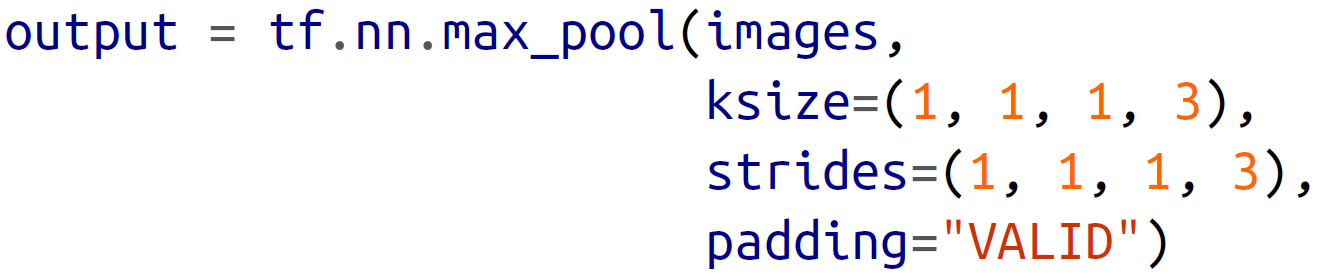 output = tf.nn.max_pool(images,
                        ksize=(1, 1, 1, 3),
                        strides=(1, 1, 1, 3),
                        padding="VALID")